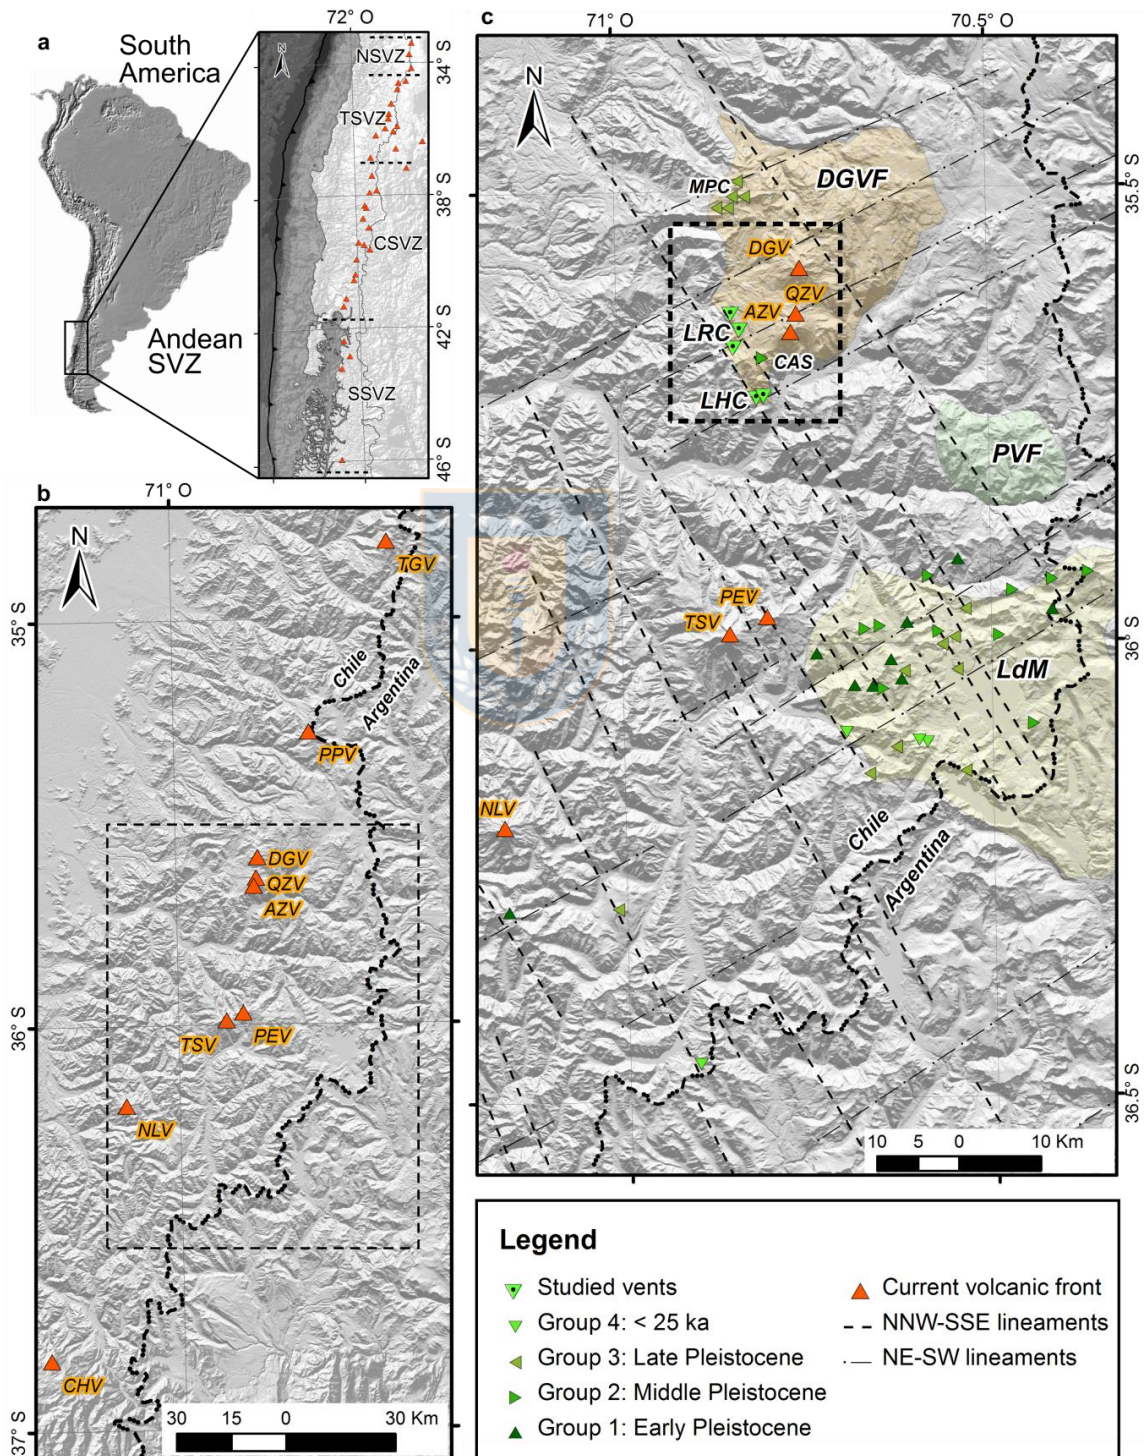 a
South
America
Andean
SVZ
72° O
N
NSVZ
34° S
TSVZ
38° S
CSVZ
42° S
SSVZ
46° S
b
71° O
N
TGV
35° S
Chile
Argentina
PPV
DGV
QZV
AZV
36° S
TSV
PEV
NLV
CHV
37° S
30 15 0 30 Km
c
71° O
70.5° O
N
MPC
DGVF
35.5° S
DGV
QZV
AZV
LRC
CAS
LHC
PVF
PEV
TSV
36° S
LdM
NLV
Chile
Argentina
36.5° S
10 5 0 10 Km
Legend
Studied vents
Group 4: < 25 ka
Group 3: Late Pleistocene
Group 2: Middle Pleistocene
Group 1: Early Pleistocene
Current volcanic front
NNW-SSE lineaments
NE-SW lineaments